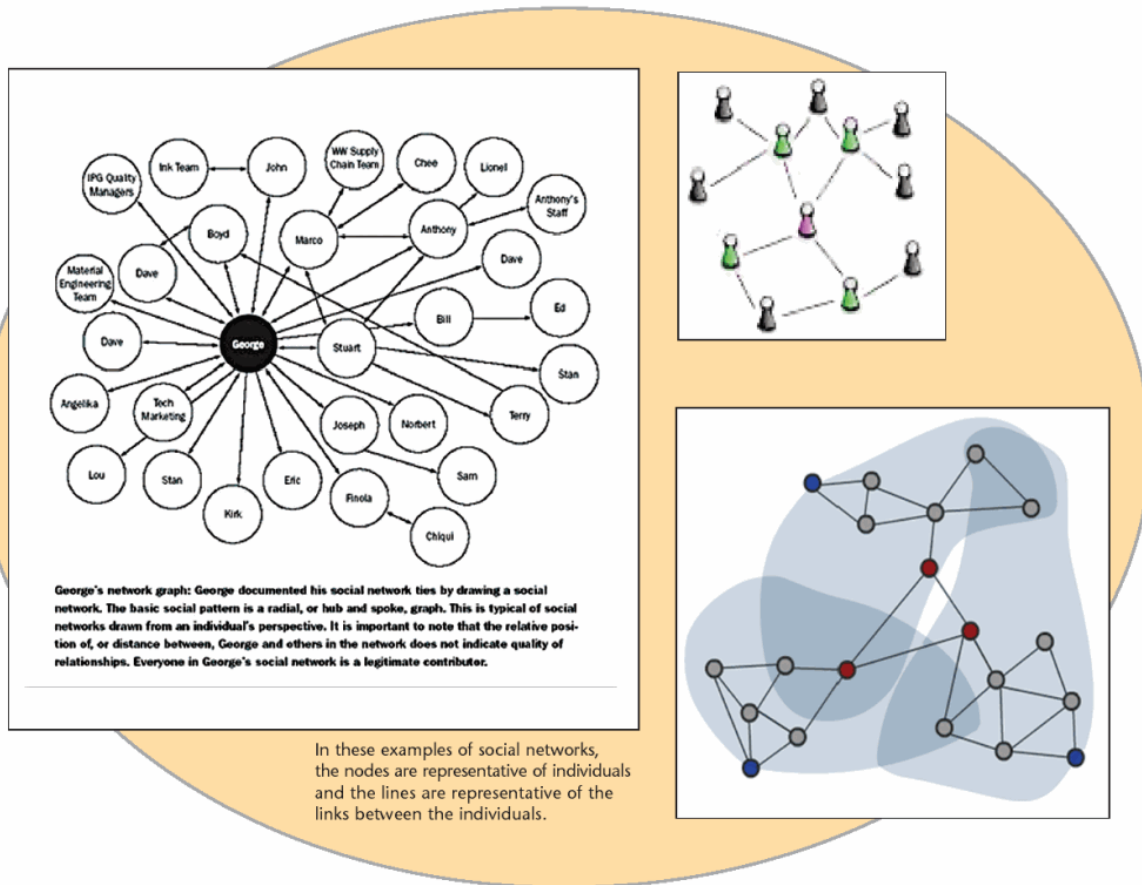 WW Supply
Chain Team
Ink Team
John
Chee
Lionell
IPG Quality
Managers
Anthony's
Staff
Boyd
Marco
Anthony
Dave
Dave
Material
Engineering
Team
Bill
Ed
Dave
George
Stuart
Stan
Angelika
Tech
Marketing
Joseph
Norbert
Terry
Lou
Stan
Eric
Sam
Kirk
Finola
Chiqui
George's network graph: George documented his social network ties by drawing a social
network. The basic social pattern is a radial, or hub and spoke, graph. This is typical of social
networks drawn from an individual's perspective. It is important to note that the relative posi-
tion of, or distance between, George and others in the network does not indicate quality of
relationships. Everyone in George's social network is a legitimate contributor.
In these examples of social networks,
the nodes are representative of individuals
and the lines are representative of the
links between the individuals.